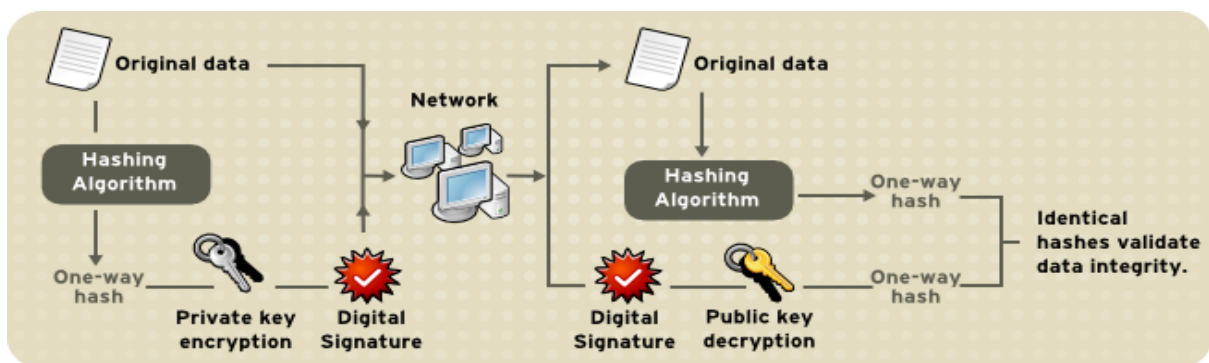 Original data
Hashing
Algorithm
One-way
hash
Private key
encryption
Digital
Signature
Network
Original data
Hashing
Algorithm
One-way
hash
Digital
Signature
Public key
decryption
One-way
hash
Identical
hashes validate
data integrity.